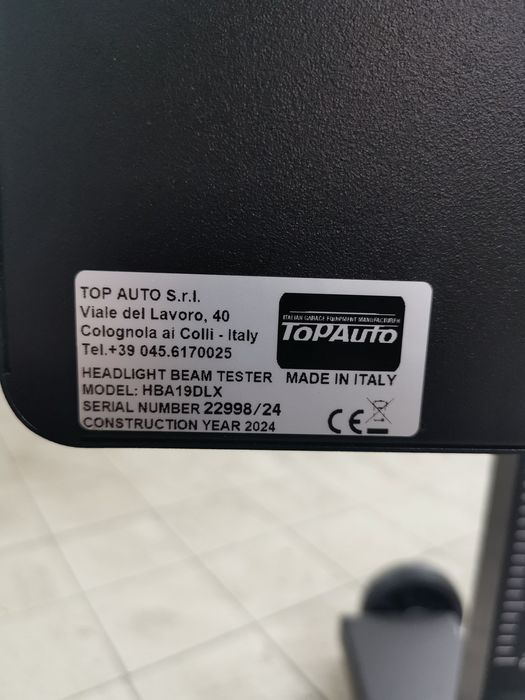 TOP AUTO S.r.l.
Viale del Lavoro, 40
Colognola ai Colli - Italy
Tel.+39 045.6170025
ITALIAN GARAGE EQUIPMENT MANUFACTURER
TOPAUTO
HEADLIGHT BEAM TESTER
MADE IN ITALY
MODEL: HBA19DLX
SERIAL NUMBER 22998/24
CONSTRUCTION YEAR 2024
CE